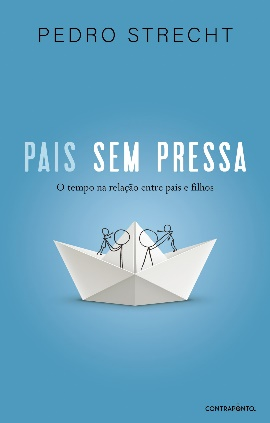 PEDRO STRECHT
PAIS SEM PRESSA
O tempo na relação entre pais e filhos
CONTRAPONTO.